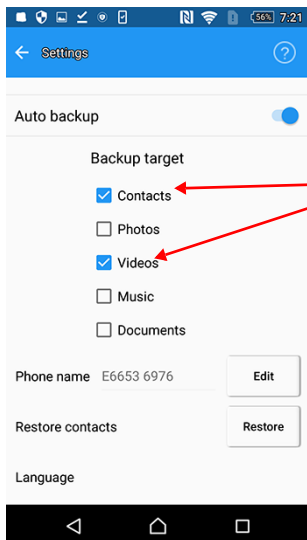 56% 7:21
Settings
Auto backup
Backup target
Contacts
Photos
Videos
Music
Documents
Phone name E6653 6976 Edit
Restore contacts Restore
Language